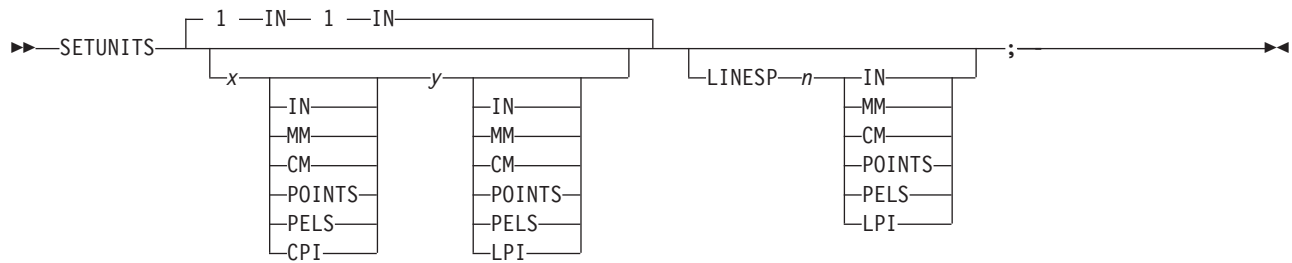 1 IN 1 IN
SETUNITS ;
x y LINESP n IN
IN IN MM
MM MM CM
CM CM POINTS
POINTS POINTS PELS
PELS PELS LPI
CPI LPI